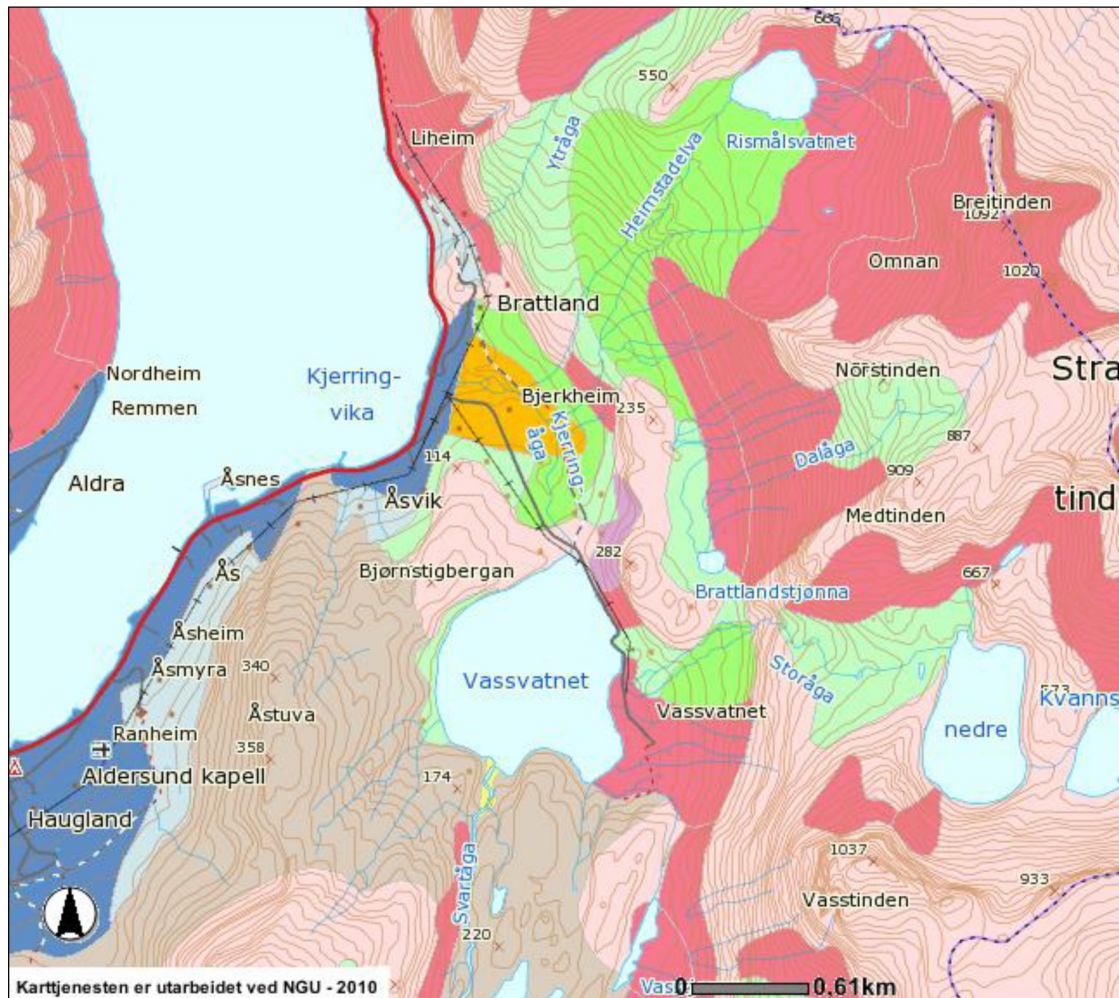 686
550
Liheim
Ytråga
Heimstadelva
Rismålsvatnet
Breitinden
1092
Omnan
1020
Brattland
Nordheim
Remmen
Kjerring-
vika
Bjerkheim
Kjerring-
åga
235
Nörstinden
Stra
887
Dalåga
909
tind
Aldra
Åsnes
114
Åsvik
Medtinden
282
Bjørnstigbergan
Brattlandstjønna
667
Ås
Åsheim
Åsmyra
340
Åstuva
Vassvatnet
Storåga
Vassvatnet
573
Kvanns
nedre
Ranheim
358
Aldersund kapell
174
Haugland
Svartåga
1037
Vasstinden
933
220
0
0,61km
Karttjenesten er utarbeidet ved NGU - 2010